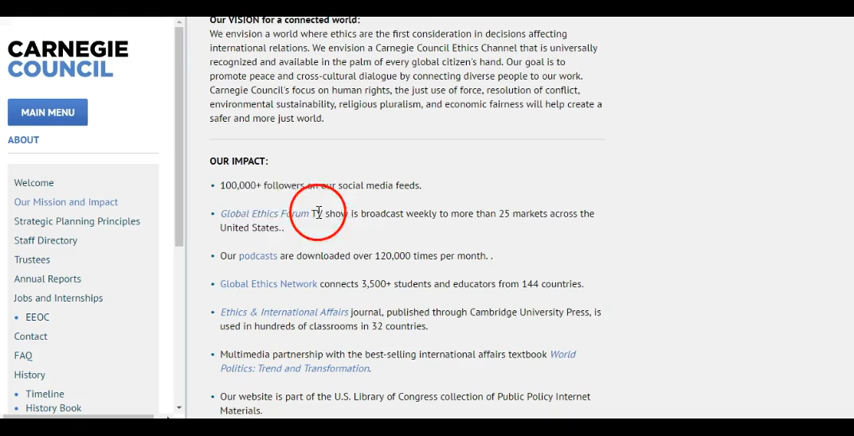 CARNEGIE
COUNCIL
MAIN MENU
ABOUT
Welcome
Our Mission and Impact
Strategic Planning Principles
Staff Directory
Trustees
Annual Reports
Jobs and Internships
• EEOC
Contact
FAQ
History
• Timeline
• History Book
Our VISION for a connected world:
We envision a world where ethics are the first consideration in decisions affecting
international relations. We envision a Carnegie Council Ethics Channel that is universally
recognized and available in the palm of every global citizen's hand. Our goal is to
promote peace and cross-cultural dialogue by connecting diverse people to our work.
Carnegie Council's focus on human rights, the just use of force, resolution of conflict,
environmental sustainability, religious pluralism, and economic fairness will help create a
safer and more just world.
OUR IMPACT:
• 100,000+ followers on our social media feeds.
• Global Ethics Forum TV show is broadcast weekly to more than 25 markets across the
United States..
• Our podcasts are downloaded over 120,000 times per month. .
• Global Ethics Network connects 3,500+ students and educators from 144 countries.
• Ethics & International Affairs journal, published through Cambridge University Press, is
used in hundreds of classrooms in 32 countries.
• Multimedia partnership with the best-selling international affairs textbook World
Politics: Trend and Transformation.
• Our website is part of the U.S. Library of Congress collection of Public Policy Internet
Materials.